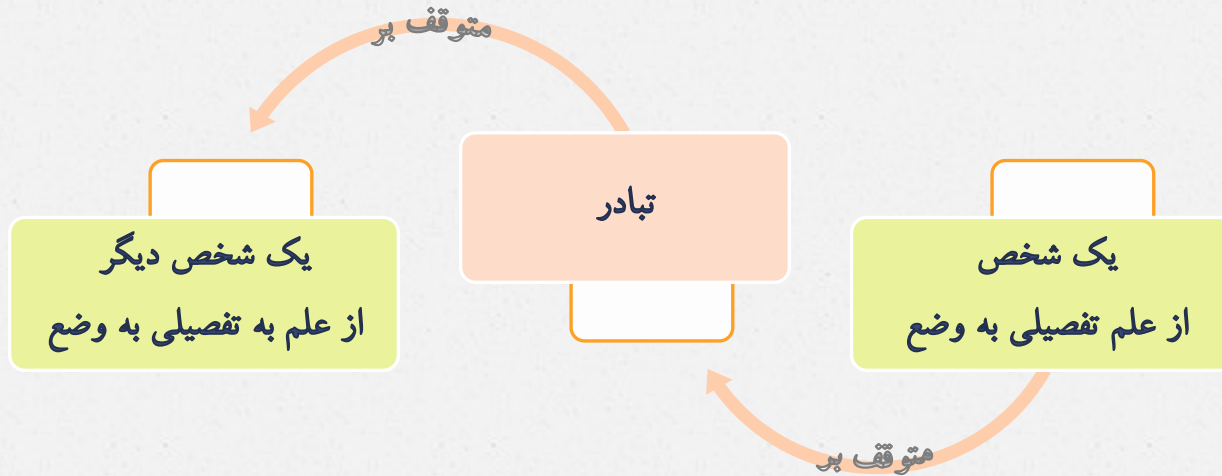 متوقف بر
تبادر
یک شخص
از علم تفصیلی به وضع
یک شخص دیگر
از علم به تفصیلی به وضع
متوقف بر